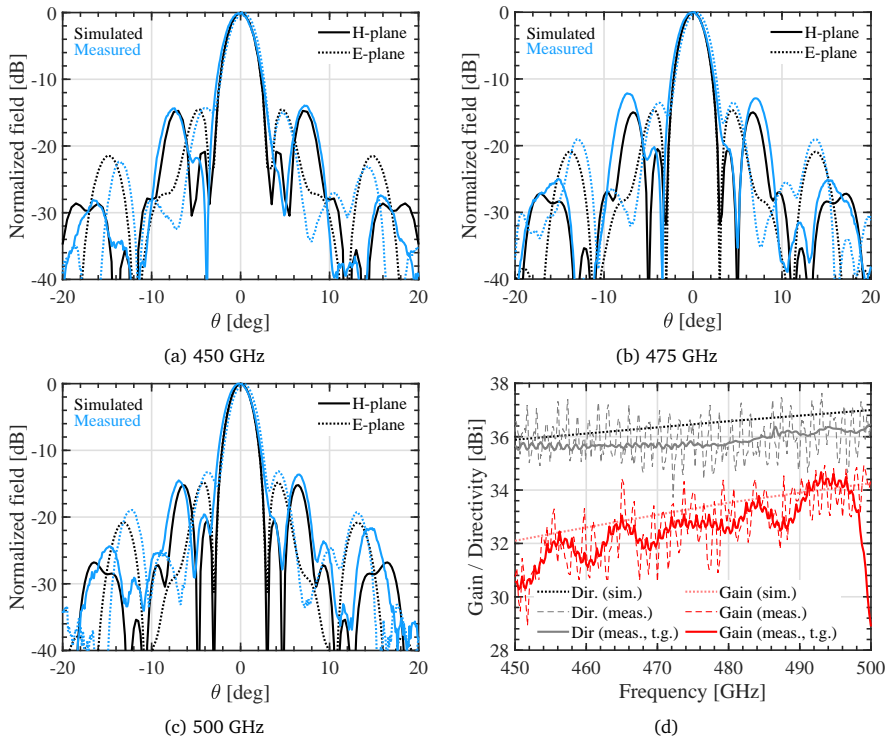 0
-10
-20
-30
-40
Normalized field [dB]
Simulated
Measured
H-plane
E-plane
-20
-10
0
10
20
θ [deg]
(a) 450 GHz
0
-10
-20
-30
-40
Normalized field [dB]
Simulated
Measured
H-plane
E-plane
-20
-10
0
10
20
θ [deg]
(b) 475 GHz
0
-10
-20
-30
-40
Normalized field [dB]
Simulated
Measured
H-plane
E-plane
-20
-10
0
10
20
θ [deg]
(c) 500 GHz
38
36
34
32
30
28
Gain / Directivity [dBi]
Dir. (sim.)
Dir. (meas.)
Dir (meas., t.g.)
Gain (sim.)
Gain (meas.)
Gain (meas., t.g.)
450
460
470
480
490
500
Frequency [GHz]
(d)